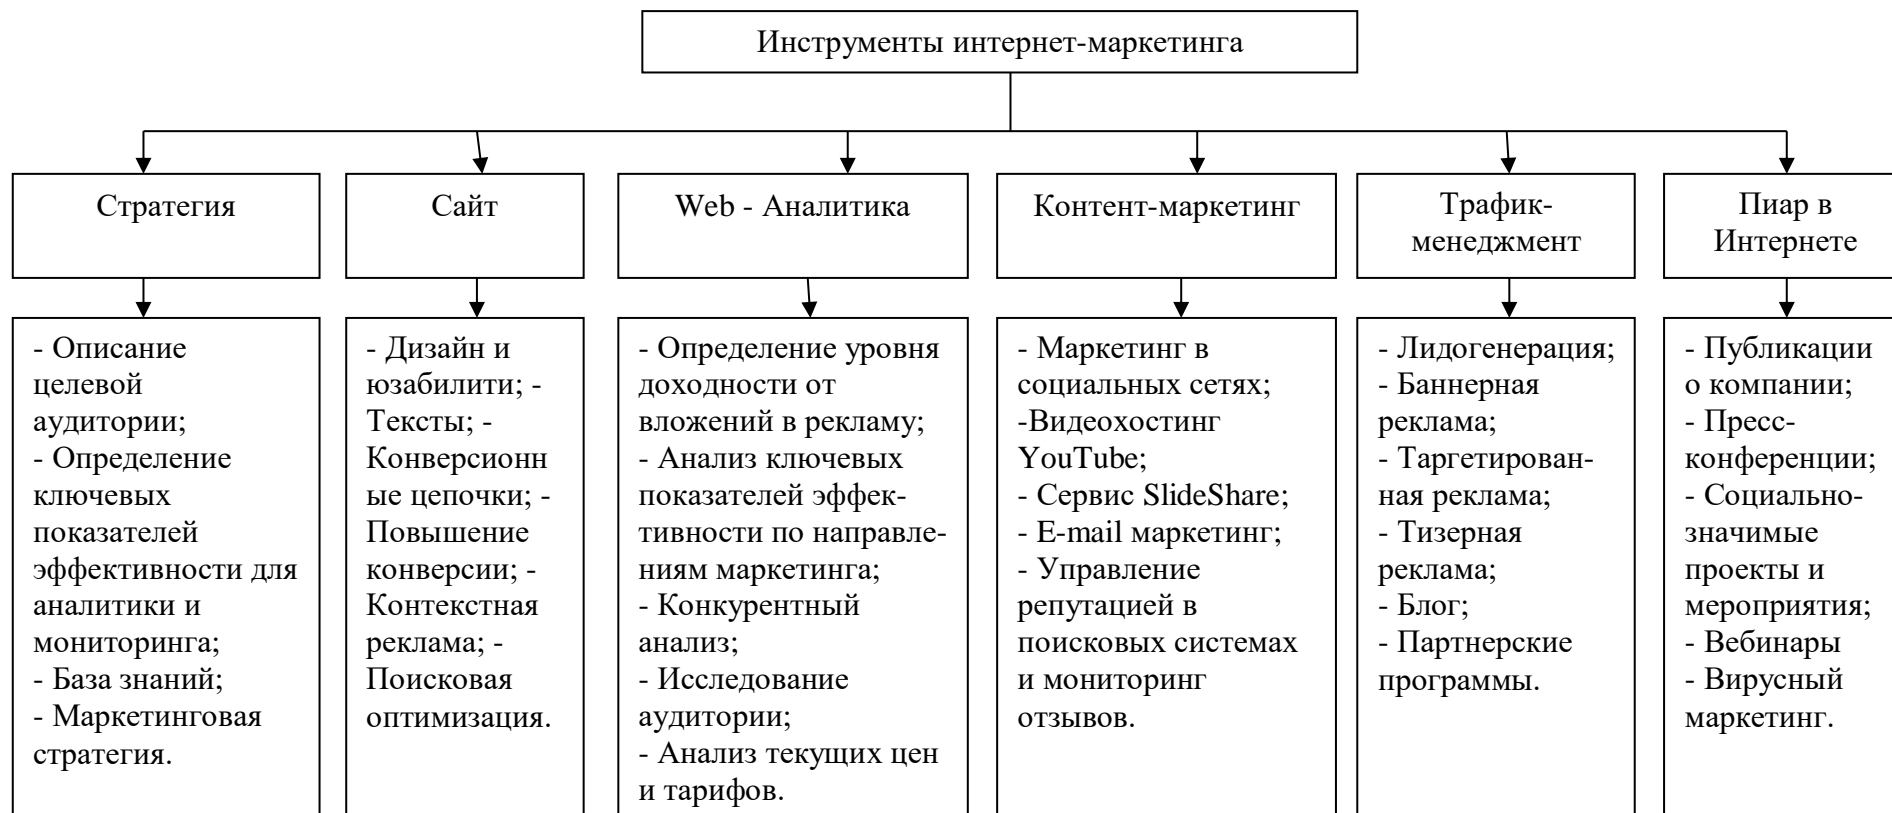 Инструменты интернет-маркетинга
Стратегия
Сайт
Web - Аналитика
Контент-маркетинг
Трафик-
менеджмент
Пиар в
Интернете
- Описание
целевой
аудитории;
- Определение
ключевых
показателей
эффективности для
аналитики и
мониторинга;
- База знаний;
- Маркетинговая
стратегия.
- Дизайн и
юзабилити; -
Тексты; -
Конверсионн
ые цепочки; -
Повышение
конверсии; -
Контекстная
реклама; -
Поисковая
оптимизация.
- Определение уровня
доходности от
вложений в рекламу;
- Анализ ключевых
показателей эффек-
тивности по направле-
ниям маркетинга;
- Конкурентный
анализ;
- Исследование
аудитории;
- Анализ текущих цен
и тарифов.
- Маркетинг в
социальных сетях;
-Видеохостинг
YouTube;
- Сервис SlideShare;
- E-mail маркетинг;
- Управление
репутацией в
поисковых системах
и мониторинг
отзывов.
- Лидогенерация;
- Баннерная
реклама;
- Таргетирован-
ная реклама;
- Тизерная
реклама;
- Блог;
- Партнерские
программы.
- Публикации
о компании;
- Пресс-
конференции;
- Социально-
значимые
проекты и
мероприятия;
- Вебинары
- Вирусный
маркетинг.